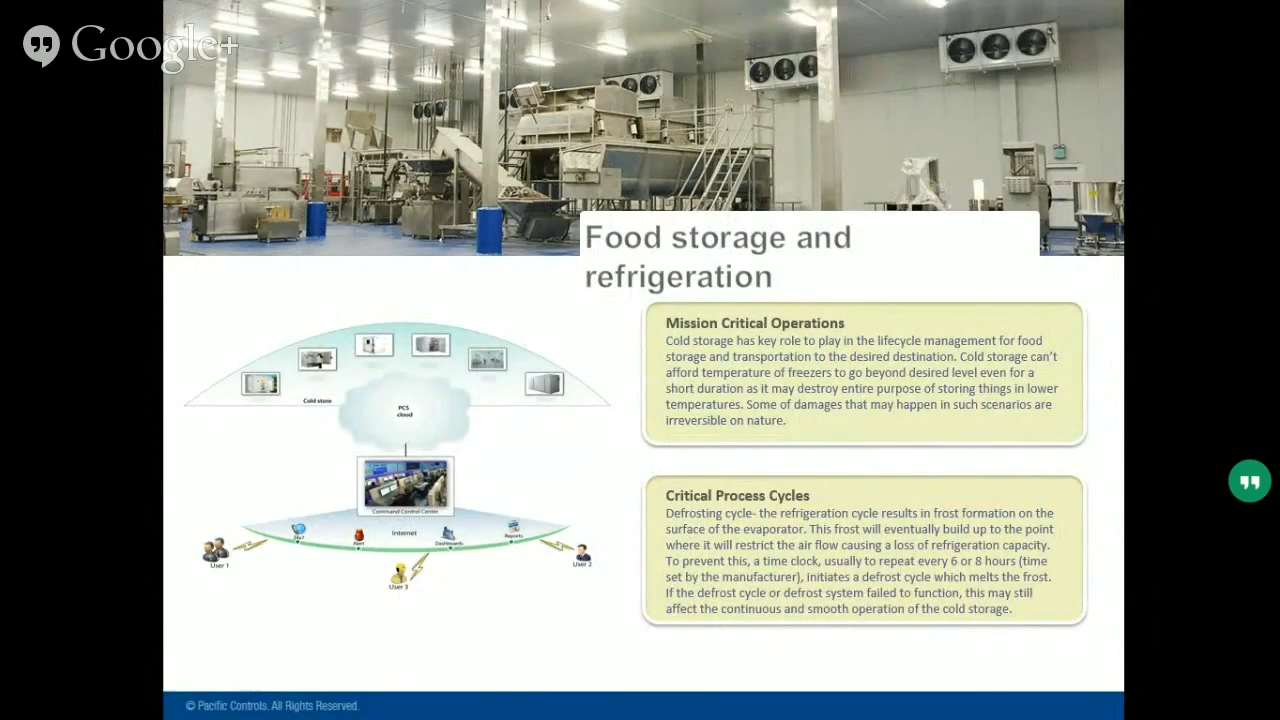 Google+
Food storage and
refrigeration
Mission Critical Operations
Cold storage has key role to play in the lifecycle management for food
storage and transportation to the desired destination. Cold storage can't
afford temperature of freezers to go beyond desired level even for a
short duration as it may destroy entire purpose of storing things in lower
temperatures. Some of damages that may happen in such scenarios are
irreversible on nature.
Cold store
PCS
cloud
Command Control Center
24x7
Alert
Internet
Dashboards
Reports
User 1
User 2
User 3
Critical Process Cycles
Defrosting cycle- the refrigeration cycle results in frost formation on the
surface of the evaporator. This frost will eventually build up to the point
where it will restrict the air flow causing a loss of refrigeration capacity.
To prevent this, a time clock, usually to repeat every 6 or 8 hours (time
set by the manufacturer), initiates a defrost cycle which melts the frost.
If the defrost cycle or defrost system failed to function, this may still
affect the continuous and smooth operation of the cold storage.
© Pacific Controls. All Rights Reserved.